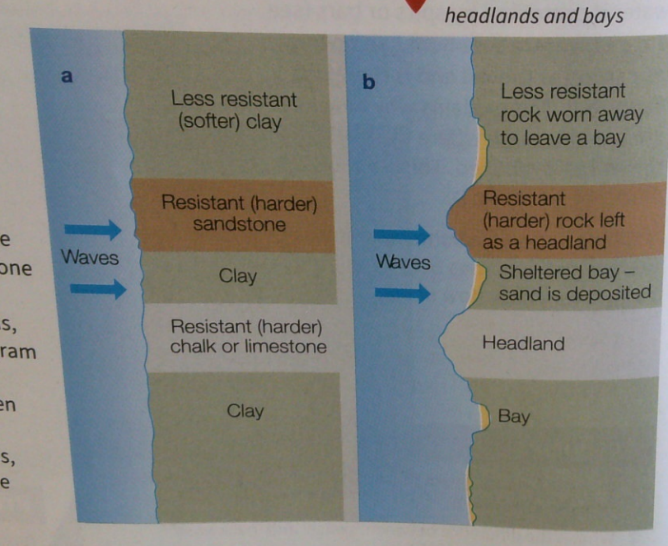 headlands and bays
a
Less resistant
(softer) clay
Resistant (harder)
sandstone
Waves
Clay
Resistant (harder)
chalk or limestone
Clay
b
Less resistant
rock worn away
to leave a bay
Resistant
(harder) rock left
as a headland
Waves
Sheltered bay –
sand is deposited
Headland
Bay